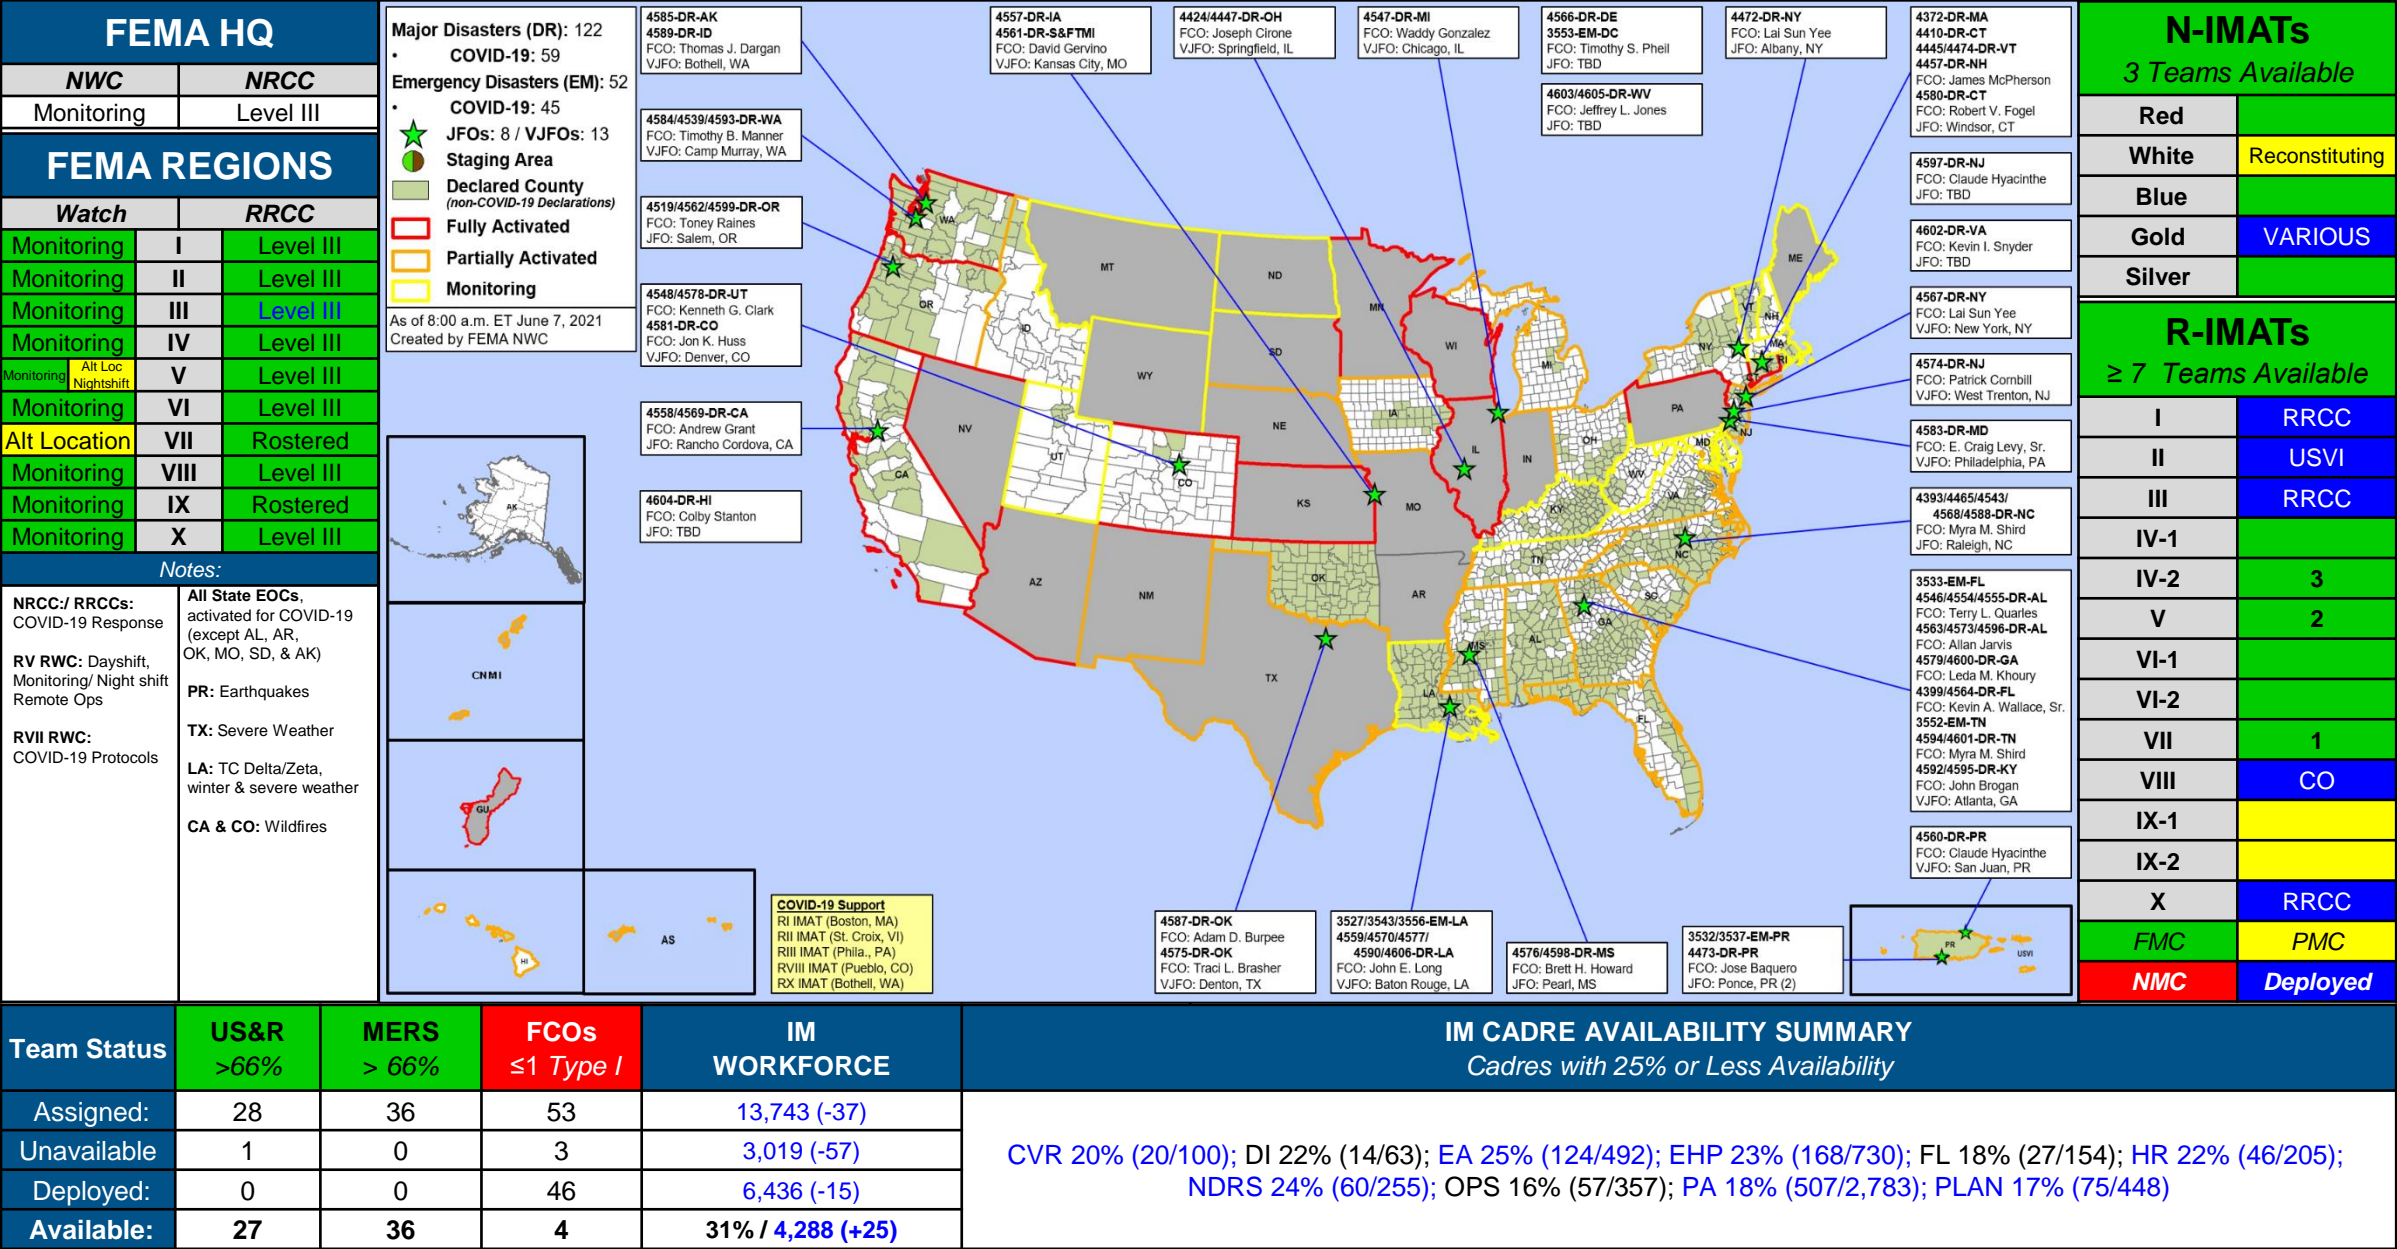 FEMA HQ
NWC NRCC
Monitoring Level III
FEMA REGIONS
Watch RRCC
Monitoring I Level III
Monitoring II Level III
Monitoring III Level III
Monitoring IV Level III
Monitoring Alt Loc Nightshift V Level III
Monitoring VI Level III
Alt Location VII Rostered
Monitoring VIII Level III
Monitoring IX Rostered
Monitoring X Level III
Notes:
NRCC:/ RRCCs:
COVID-19 Response
RV RWC: Dayshift,
Monitoring/ Night shift
Remote Ops
RVII RWC:
COVID-19 Protocols
All State EOCs,
activated for COVID-19
(except AL, AR,
OK, MO, SD, & AK)
PR: Earthquakes
TX: Severe Weather
LA: TC Delta/Zeta,
winter & severe weather
CA & CO: Wildfires
Major Disasters (DR): 122
• COVID-19: 59
Emergency Disasters (EM): 52
• COVID-19: 45
JFOs: 8 / VJFOs: 13
Staging Area
Declared County
(non-COVID-19 Declarations)
Fully Activated
Partially Activated
Monitoring
As of 8:00 a.m. ET June 7, 2021
Created by FEMA NWC
4585-DR-AK
4589-DR-ID
FCO: Thomas J. Dargan
VJFO: Bothell, WA
4584/4539/4593-DR-WA
FCO: Timothy B. Manner
VJFO: Camp Murray, WA
4519/4562/4599-DR-OR
FCO: Toney Raines
JFO: Salem, OR
4548/4578-DR-UT
FCO: Kenneth G. Clark
4581-DR-CO
FCO: Jon K. Huss
VJFO: Denver, CO
4558/4569-DR-CA
FCO: Andrew Grant
JFO: Rancho Cordova, CA
4604-DR-HI
FCO: Colby Stanton
JFO: TBD
4557-DR-IA
4561-DR-S&FTMI
FCO: David Gervino
VJFO: Kansas City, MO
4424/4447-DR-OH
FCO: Joseph Cirone
VJFO: Springfield, IL
4547-DR-MI
FCO: Waddy Gonzalez
VJFO: Chicago, IL
4566-DR-DE
3553-EM-DC
FCO: Timothy S. Pheil
JFO: TBD
4603/4605-DR-WV
FCO: Jeffrey L. Jones
JFO: TBD
4472-DR-NY
FCO: Lai Sun Yee
JFO: Albany, NY
4372-DR-MA
4410-DR-CT
4445/4474-DR-VT
4457-DR-NH
FCO: James McPherson
4580-DR-CT
FCO: Robert V. Fogel
JFO: Windsor, CT
4597-DR-NJ
FCO: Claude Hyacinthe
JFO: TBD
4602-DR-VA
FCO: Kevin I. Snyder
JFO: TBD
4567-DR-NY
FCO: Lai Sun Yee
VJFO: New York, NY
4574-DR-NJ
FCO: Patrick Cornbill
VJFO: West Trenton, NJ
4583-DR-MD
FCO: E. Craig Levy, Sr.
VJFO: Philadelphia, PA
4393/4465/4543/
4568/4588-DR-NC
FCO: Myra M. Shird
JFO: Raleigh, NC
3533-EM-FL
4546/4554/4555-DR-AL
FCO: Terry L. Quarles
4563/4573/4596-DR-AL
FCO: Allan Jarvis
4579/4600-DR-GA
FCO: Leda M. Khoury
4399/4564-DR-FL
FCO: Kevin A. Wallace, Sr.
3552-EM-TN
4594/4601-DR-TN
FCO: Myra M. Shird
4592/4595-DR-KY
FCO: John Brogan
VJFO: Atlanta, GA
4560-DR-PR
FCO: Claude Hyacinthe
VJFO: San Juan, PR
WA
OR
ID
MT
ND
MN
SD
WY
NE
IA
WI
MI
NV
UT
CO
CA
KS
MO
IL
IN
OH
PA
NY
VT
NH
ME
MA
RI
CT
NJ
MD
WV
VA
KY
TN
NC
SC
GA
AL
MS
LA
AR
OK
TX
NM
AZ
FL
AK
CNMI
GU
HI
AS
PR
USVI
COVID-19 Support
RI IMAT (Boston, MA)
RII IMAT (St. Croix, VI)
RIII IMAT (Phila., PA)
RVIII IMAT (Pueblo, CO)
RX IMAT (Bothell, WA)
4587-DR-OK
FCO: Adam D. Burpee
4575-DR-OK
FCO: Traci L. Brasher
VJFO: Denton, TX
3527/3543/3556-EM-LA
4559/4570/4577/
4590/4606-DR-LA
FCO: John E. Long
VJFO: Baton Rouge, LA
4576/4598-DR-MS
FCO: Brett H. Howard
JFO: Pearl, MS
3532/3537-EM-PR
4473-DR-PR
FCO: Jose Baquero
JFO: Ponce, PR (2)
N-IMATs
3 Teams Available
Red
White Reconstituting
Blue
Gold VARIOUS
Silver
R-IMATs
≥ 7 Teams Available
I RRCC
II USVI
III RRCC
IV-1
IV-2 3
V 2
VI-1
VI-2
VII 1
VIII CO
IX-1
IX-2
X RRCC
FMC PMC
NMC Deployed
Team Status
US&R
>66%
MERS
> 66%
FCOs
≤1 Type I
IM
WORKFORCE
IM CADRE AVAILABILITY SUMMARY
Cadres with 25% or Less Availability
Assigned: 28 36 53 13,743 (-37)
Unavailable 1 0 3 3,019 (-57)
Deployed: 0 0 46 6,436 (-15)
Available: 27 36 4 31% / 4,288 (+25)
CVR 20% (20/100); DI 22% (14/63); EA 25% (124/492); EHP 23% (168/730); FL 18% (27/154); HR 22% (46/205);
NDRS 24% (60/255); OPS 16% (57/357); PA 18% (507/2,783); PLAN 17% (75/448)